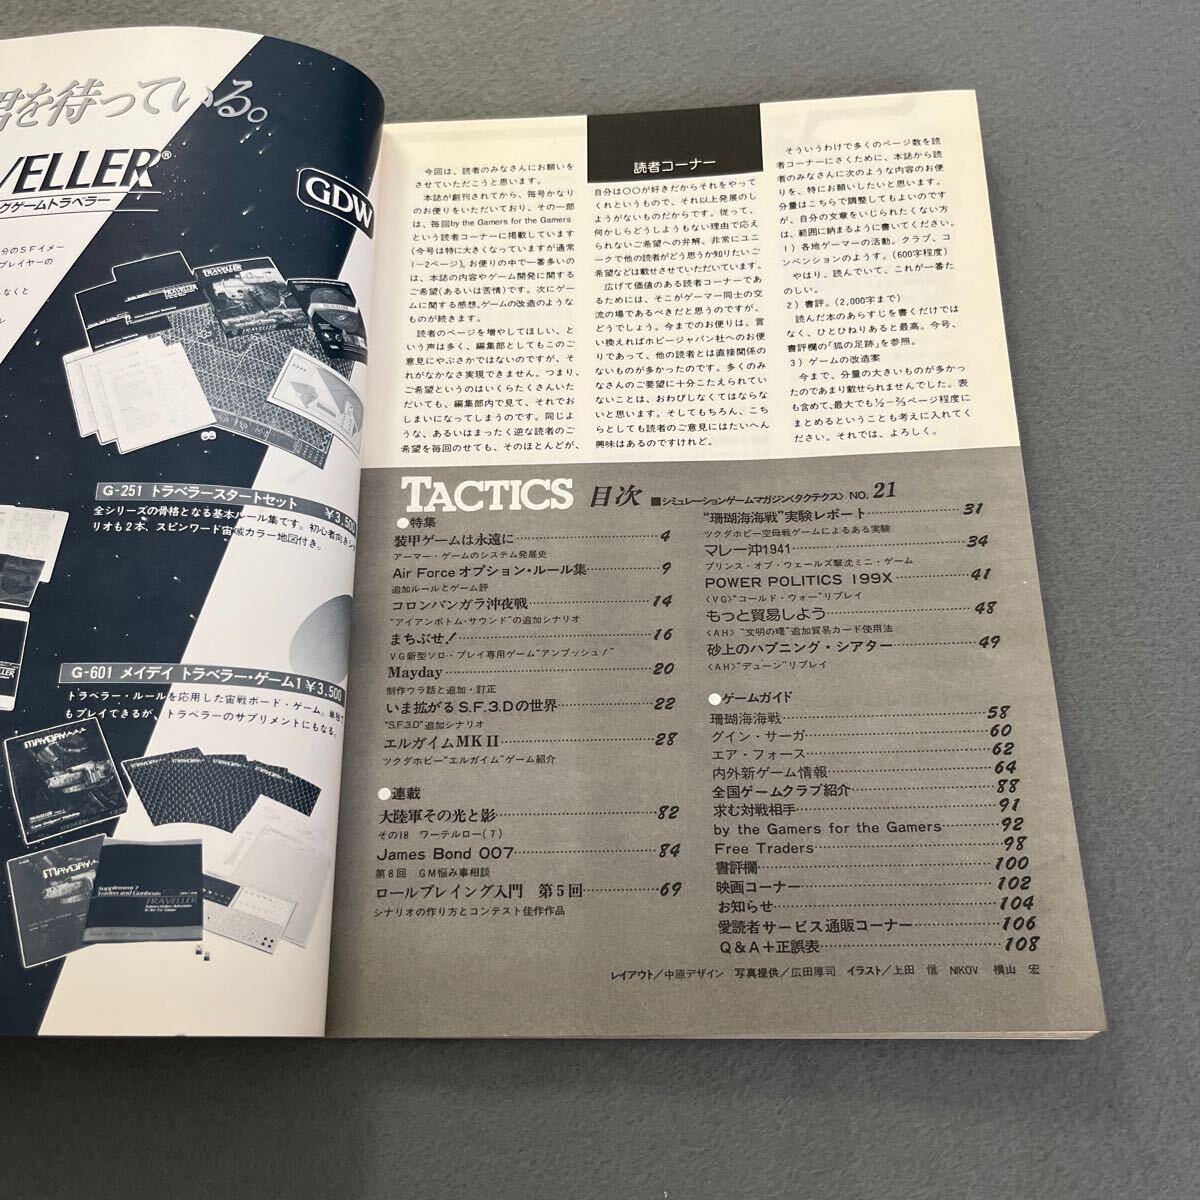 君を待っている。
VELLER®
グゲームトラベラー
GDW
分のSFイメー
プレイヤーの
しなくと
G-251 トラベラースタートセット
¥3,500
全シリーズの骨格となる基本ルール集です。初心者向きシナ
リオも2本、スピンワード宙域カラー地図付き。
G-601 メイデイ トラベラー・ゲーム1 ¥3,500
トラベラー・ルールを応用した宙戦ボード・ゲーム。単独で
もプレイできるが、トラベラーのサプリメントにもなる。
Supplement 7
Traders and Gunboats
TRAVELLER
今回は、読者のみなさんにお願いを
させていただこうと思います。
本誌が創刊されてから、毎号かなり
のお便りをいただいており、その一部
は、毎回by the Gamers for the Gamers
という読者コーナーに掲載しています
(今号は特に大きくなっていますが通常
1−2ページ)。お便りの中で一番多いの
は、本誌の内容やゲーム開発に関する
ご希望(あるいは苦情)です。次にゲー
ムに関する感想、ゲームの改造のような
ものが続きます。
読者のページを増やしてほしい、と
いう声は多く、編集部としてもこのご
意見にやぶさかではないのですが、そ
れがなかなさ実現できません。つまり、
ご希望というのはいくらたくさんいた
だいても、編集部内で見て、それでお
しまいになってしまうのです。同じよ
うな、あるいはまったく逆な読者のご
希望を毎回のせても、そのほとんどが、
読者コーナー
自分は○○が好きだからそれをやって
くれというもので、それ以上発展のし
ようがないものだからです。従って、
何かしらどうしようもない理由で応え
られないご希望への弁解、非常にユニ
ークで他の読者がどう思うか知りたいご
希望などは載せさせていただいています。
広げて価値のある読者コーナーであ
るためには、そこがゲーマー同士の交
流の場であるべきだと思うのですが、
どうでしょう。今までのお便りは、言
い換えればホビージャパン社へのお便
りであって、他の読者とは直接関係の
ないものが多かったのです。多くのみ
なさんのご要望に十分こたえられてい
ないことは、おわびしなくてはならな
いと思います。そしてもちろん、こち
らとしても読者のご意見にはたいへん
興味はあるのですけれど。
そういうわけで多くのページ数を読
者コーナーにさくために、本誌から読
者のみなさんに次のような内容のお便
りを、特にお願いしたいと思います。
分量はこちらで調整してもよいのです
が、自分の文章をいじられたくない方
は、範囲に納まるように書いてください。
1) 各地ゲーマーの活動。クラブ、コ
ンベンションのようす。(600字程度)
やはり、読んでいて、これが一番た
のしい。
2) 書評。(2,000字まで)
読んだ本のあらすじを書くだけでは
なく、ひとひねりあると最高。今号、
書評欄の「狐の足跡」を参照。
3) ゲームの改造案
今まで、分量の大きいものが多かっ
たのであまり載せられませんでした。表
も含めて、最大でも½−⅔ページ程度に
まとめるということも考えに入れてく
ださい。それでは、よろしく。
TACTICS 目次 ■シミュレーションゲームマガジン〈タクテクス〉 NO. 21
●特集
装甲ゲームは永遠に…………4
アーマー・ゲームのシステム発展史
Air Force オプション・ルール集…………9
追加ルールとゲーム評
コロンバンガラ沖夜戦…………14
“アイアンボトム・サウンド”の追加シナリオ
まちぶせ!…………16
VG新型ソロ・プレイ専用ゲーム“アンブッシュ!”
Mayday…………20
制作ウラ話と追加・訂正
いま拡がるS.F.3.Dの世界…………22
“S.F.3.D”追加シナリオ
エルガイムMKⅡ…………28
ツクダホビー“エルガイム”ゲーム紹介
●連載
大陸軍その光と影…………82
その18 ワーテルロー(7)
James Bond 007…………84
第8回 GM悩み事相談
ロールプレイング入門 第5回…………69
シナリオの作り方とコンテスト佳作作品
“珊瑚海海戦”実験レポート…………31
ツクダホビー空母戦ゲームによるある実験
マレー沖1941…………34
プリンス・オブ・ウェールズ撃沈ミニ・ゲーム
POWER POLITICS 199X…………41
〈VG〉“コールド・ウォー”リプレイ
もっと貿易しよう…………48
〈AH〉“文明の曙”追加貿易カード使用法
砂上のハプニング・シアター…………49
〈AH〉“デューン”リプレイ
●ゲームガイド
珊瑚海海戦…………58
グイン・サーガ…………60
エア・フォース…………62
内外新ゲーム情報…………64
全国ゲームクラブ紹介…………88
求む対戦相手…………91
by the Gamers for the Gamers…………92
Free Traders…………98
書評欄…………100
映画コーナー…………102
お知らせ…………104
愛読者サービス通販コーナー…………106
Q&A+正誤表…………108
レイアウト/中原デザイン 写真提供/広田厚司 イラスト/上田 信 NIKOV 横山 宏